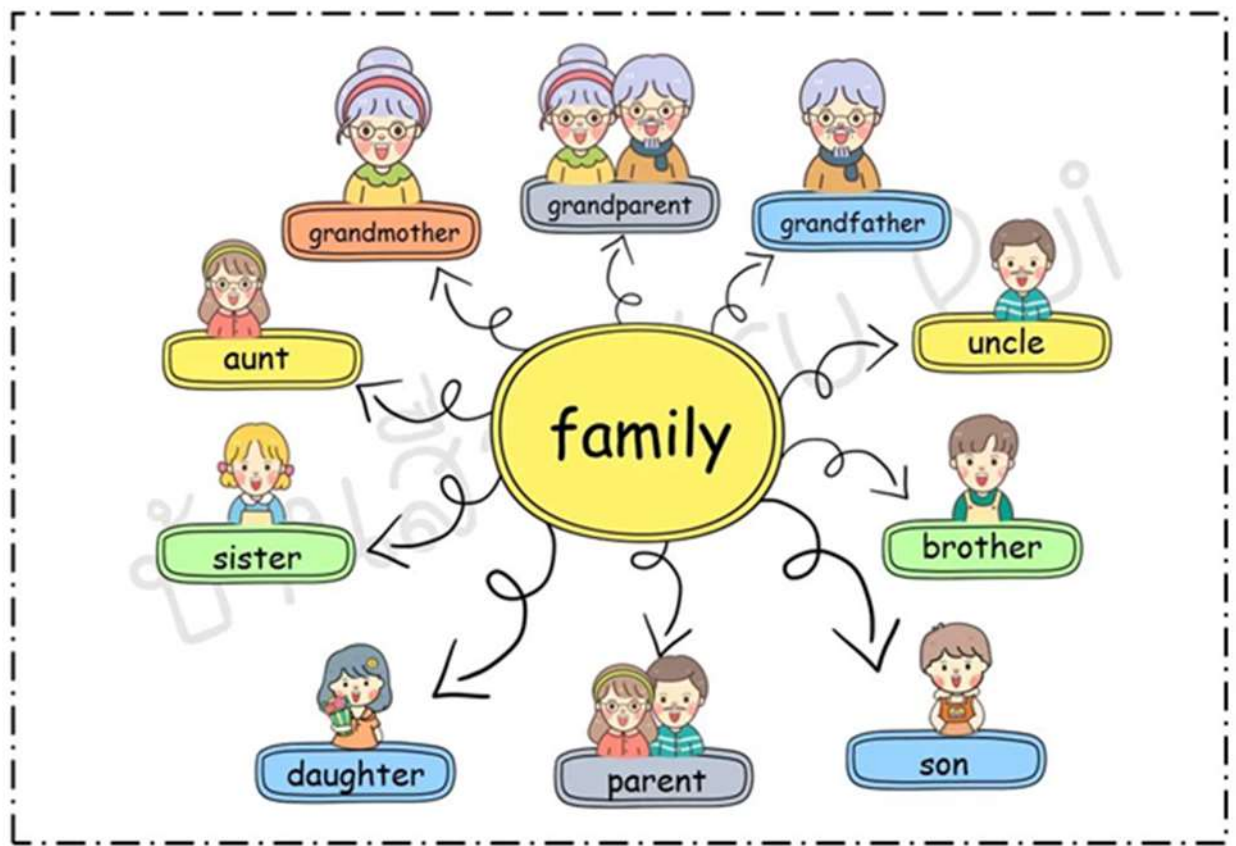 grandmother
grandparent
grandfather
aunt
uncle
family
sister
brother
daughter
parent
son